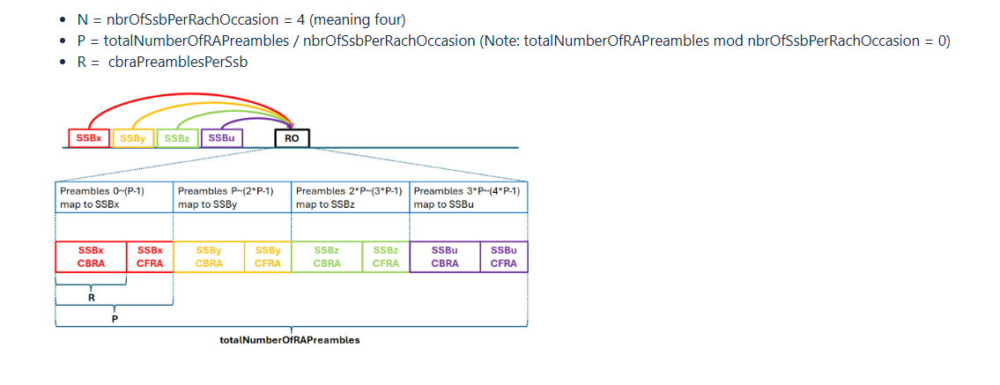 • N = nbrOfSsbPerRachOccasion = 4 (meaning four)
• P = totalNumberOfRAPreambles / nbrOfSsbPerRachOccasion (Note: totalNumberOfRAPreambles mod nbrOfSsbPerRachOccasion = 0)
• R = cbraPreamblesPerSsb
SSBx SSBy SSBz SSBu RO
Preambles 0~(P-1) Preambles P~(2*P-1) Preambles 2*P~(3*P-1) Preambles 3*P~(4*P-1)
map to SSBx map to SSBy map to SSBz map to SSBu
SSBx SSBx SSBy SSBy SSBz SSBz SSBu SSBu
CBRA CFRA CBRA CFRA CBRA CFRA CBRA CFRA
R
P
totalNumberOfRAPreambles